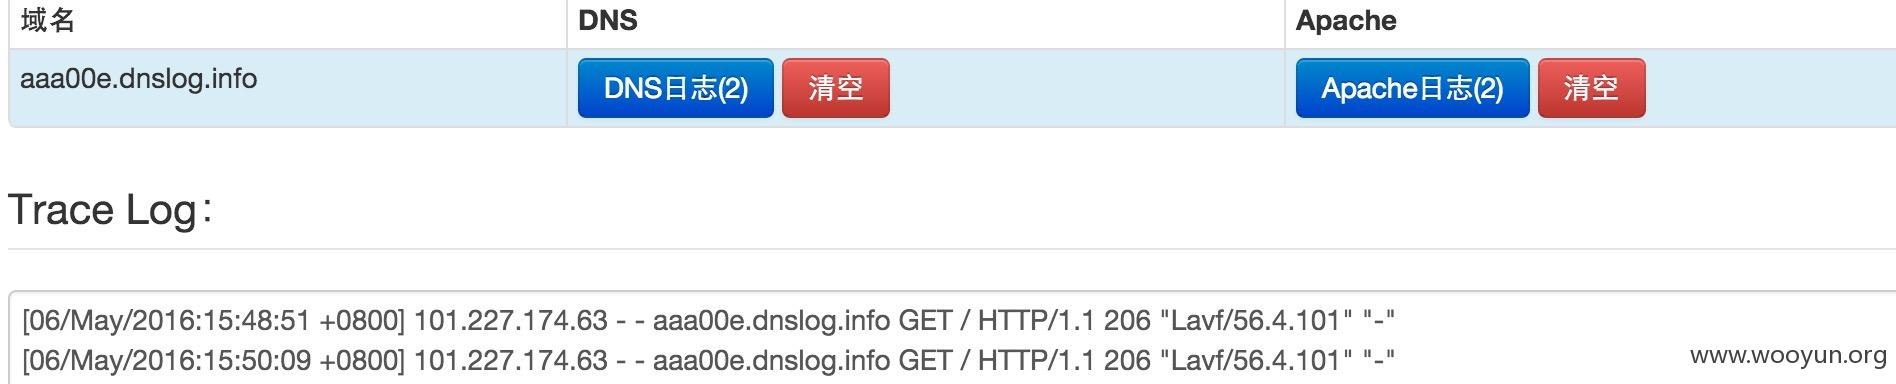 域名 DNS Apache
aaa00e.dnslog.info DNS日志(2) 清空 Apache日志(2) 清空
Trace Log:
[06/May/2016:15:48:51 +0800] 101.227.174.63 - - aaa00e.dnslog.info GET / HTTP/1.1 206 "Lavf/56.4.101" "-"
[06/May/2016:15:50:09 +0800] 101.227.174.63 - - aaa00e.dnslog.info GET / HTTP/1.1 206 "Lavf/56.4.101" "-"
www.wooyun.org